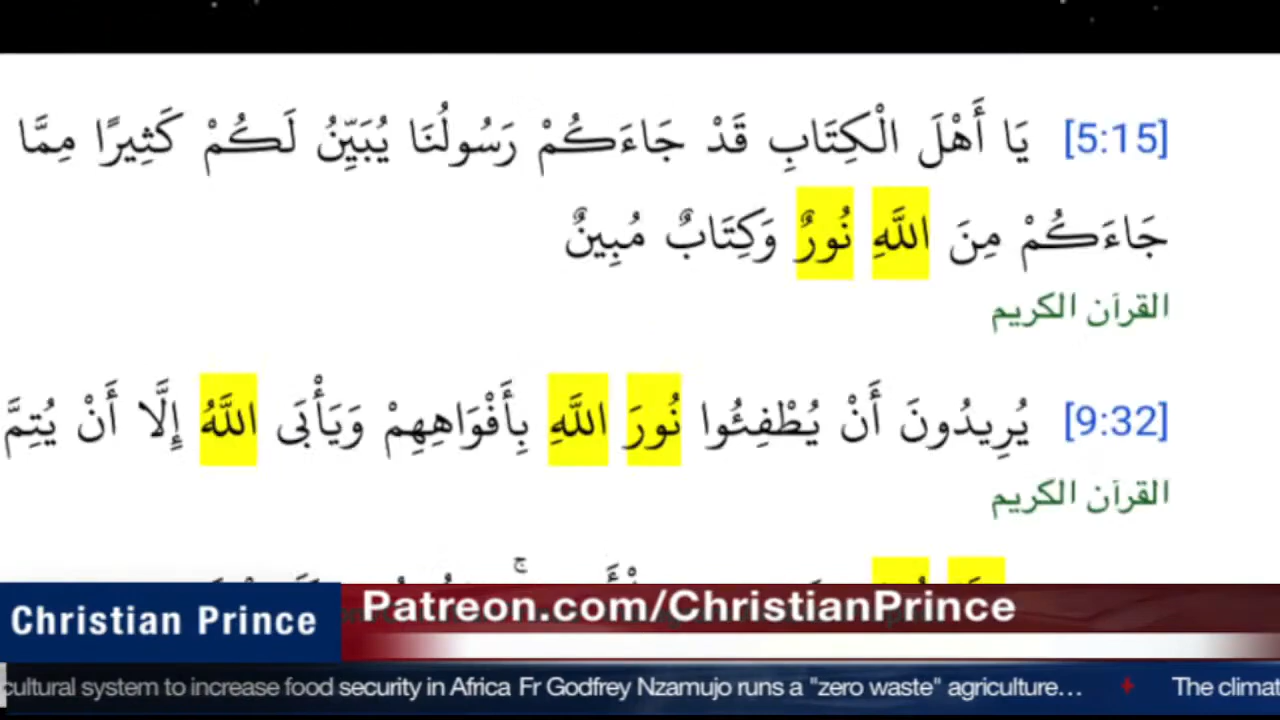 [5:15] يَا أَهْلَ الْكِتَابِ قَدْ جَاءَكُمْ رَسُولُنَا يُبَيِّنُ لَكُمْ كَثِيرًا مِمَّا
جَاءَكُمْ مِنَ اللَّهِ نُورٌ وَكِتَابٌ مُبِينٌ
القرآن الكريم
[9:32] يُرِيدُونَ أَنْ يُطْفِئُوا نُورَ اللَّهِ بِأَفْوَاهِهِمْ وَيَأْبَى اللَّهُ إِلَّا أَنْ يُتِمَّ
القرآن الكريم
Christian Prince
Patreon.com/ChristianPrince
cultural system to increase food security in Africa Fr Godfrey Nzamujo runs a "zero waste" agriculture... The climat